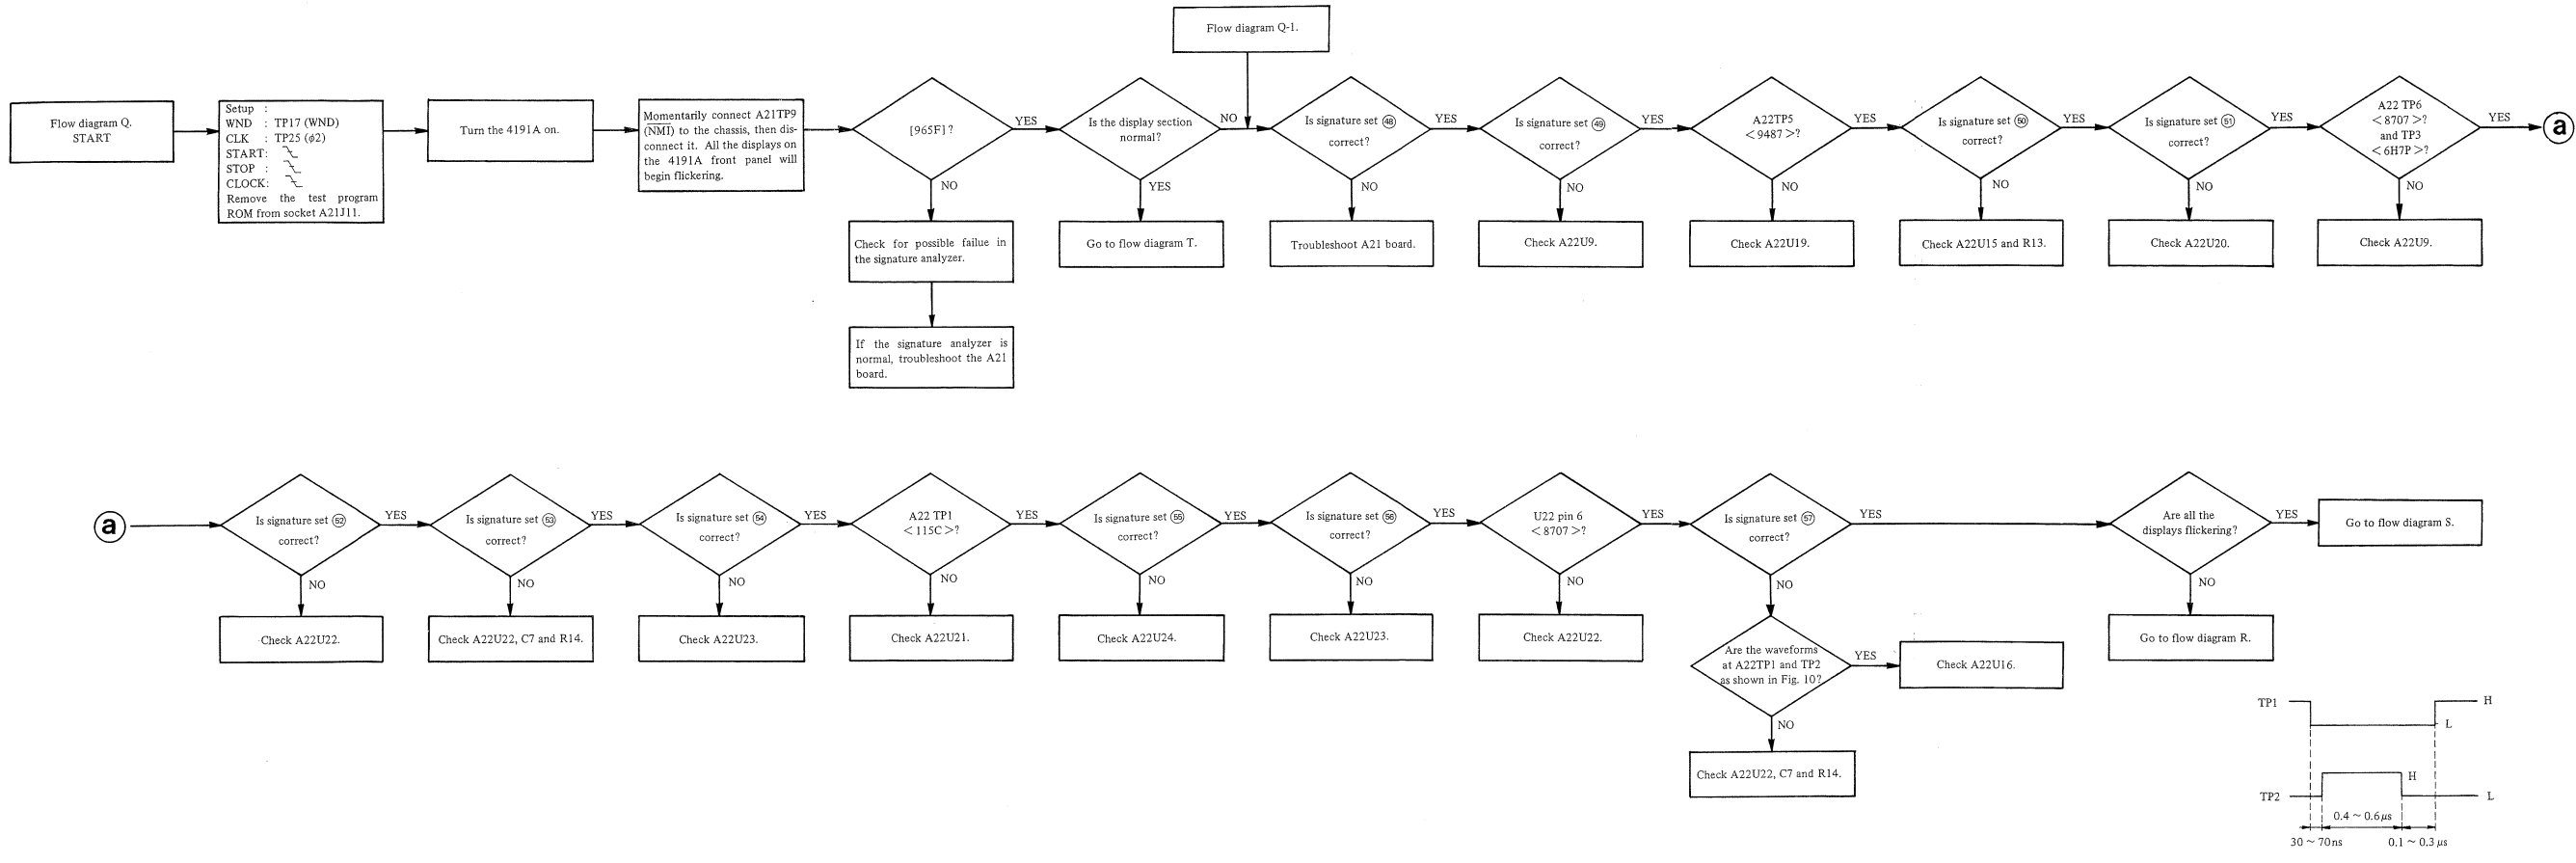 Flow diagram Q-1.
Flow diagram Q.
START
Setup :
WND : TP17 (WND)
CLK : TP25 (ϕ2)
START:
STOP :
CLOCK:
Remove the test program
ROM from socket A21J11.
Turn the 4191A on.
Momentarily connect A21TP9
(NMI) to the chassis, then dis-
connect it. All the displays on
the 4191A front panel will
begin flickering.
[965F]?
YES
NO
Check for possible failue in
the signature analyzer.
If the signature analyzer is
normal, troubleshoot the A21
board.
Is the display section
normal?
NO
YES
Go to flow diagram T.
Is signature set ㊽
correct?
YES
NO
Troubleshoot A21 board.
Is signature set ㊾
correct?
YES
NO
Check A22U9.
A22TP5
<9487>?
YES
NO
Check A22U19.
Is signature set ㊿
correct?
YES
NO
Check A22U15 and R13.
Is signature set (51)
correct?
YES
NO
Check A22U20.
A22 TP6
<8707>?
and TP3
<6H7P>?
YES
NO
Check A22U9.
ⓐ
ⓐ
Is signature set (52)
correct?
YES
NO
Check A22U22.
Is signature set (53)
correct?
YES
NO
Check A22U22, C7 and R14.
Is signature set (54)
correct?
YES
NO
Check A22U23.
A22 TP1
<115C>?
YES
NO
Check A22U21.
Is signature set (55)
correct?
YES
NO
Check A22U24.
Is signature set (56)
correct?
YES
NO
Check A22U23.
U22 pin 6
<8707>?
YES
NO
Check A22U22.
Is signature set (57)
correct?
YES
NO
Are the waveforms
at A22TP1 and TP2
as shown in Fig. 10?
YES
Check A22U16.
NO
Check A22U22, C7 and R14.
Are all the
displays flickering?
YES
Go to flow diagram S.
NO
Go to flow diagram R.
TP1
H
L
TP2
H
L
0.4 ~ 0.6 μs
30 ~ 70 ns
0.1 ~ 0.3 μs